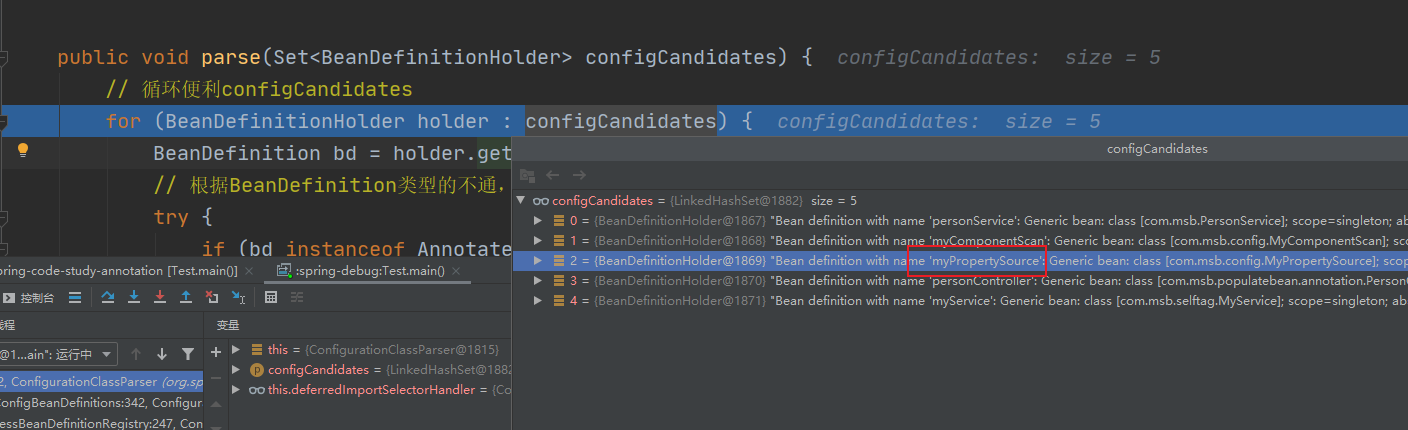 public void parse(Set<BeanDefinitionHolder> configCandidates) { configCandidates: size = 5
// 循环便利configCandidates
for (BeanDefinitionHolder holder : configCandidates) { configCandidates: size = 5
BeanDefinition bd = holder.get
// 根据BeanDefinition类型的不通，
try {
if (bd instanceof Annotate
configCandidates
configCandidates = {LinkedHashSet@1882} size = 5
0 = {BeanDefinitionHolder@1867} "Bean definition with name 'personService': Generic bean: class [com.msb.PersonService]; scope=singleton; ab
1 = {BeanDefinitionHolder@1868} "Bean definition with name 'myComponentScan': Generic bean: class [com.msb.config.MyComponentScan]; sco
2 = {BeanDefinitionHolder@1869} "Bean definition with name 'myPropertySource': Generic bean: class [com.msb.config.MyPropertySource]; scop
3 = {BeanDefinitionHolder@1870} "Bean definition with name 'personController': Generic bean: class [com.msb.populatebean.annotation.PersonC
4 = {BeanDefinitionHolder@1871} "Bean definition with name 'myService': Generic bean: class [com.msb.selftag.MyService]; scope=singleton; ab
ring-code-study-annotation [Test.main()] × :spring-debug:Test.main() ×
控制台
线程 变量
@1..ain": 运行中
this = {ConfigurationClassParser@1815}
configCandidates = {LinkedHashSet@1882
this.deferredImportSelectorHandler = {Co
2, ConfigurationClassParser (org.sp
ConfigBeanDefinitions:342, Configur
essBeanDefinitionRegistry:247, Con